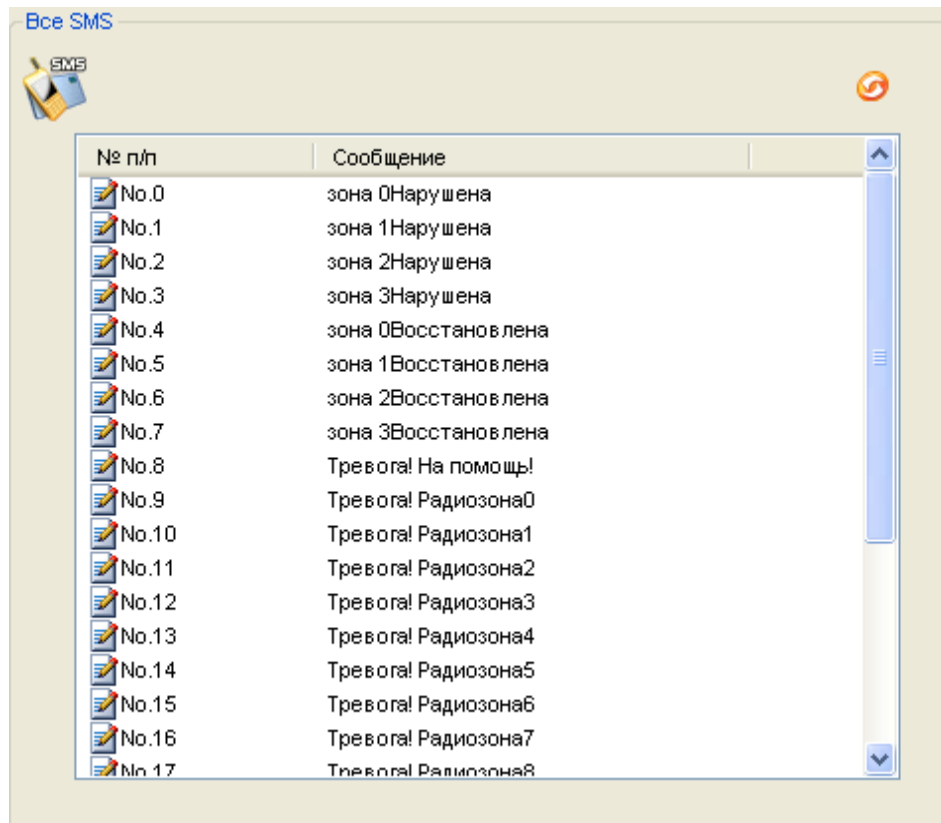 Все SMS
SMS
№ п/п Сообщение
No.0 зона 0Нарушена
No.1 зона 1Нарушена
No.2 зона 2Нарушена
No.3 зона 3Нарушена
No.4 зона 0Восстановлена
No.5 зона 1Восстановлена
No.6 зона 2Восстановлена
No.7 зона 3Восстановлена
No.8 Тревога! На помощь!
No.9 Тревога! Радиозона0
No.10 Тревога! Радиозона1
No.11 Тревога! Радиозона2
No.12 Тревога! Радиозона3
No.13 Тревога! Радиозона4
No.14 Тревога! Радиозона5
No.15 Тревога! Радиозона6
No.16 Тревога! Радиозона7
No.17 Тревога! Радиозона8